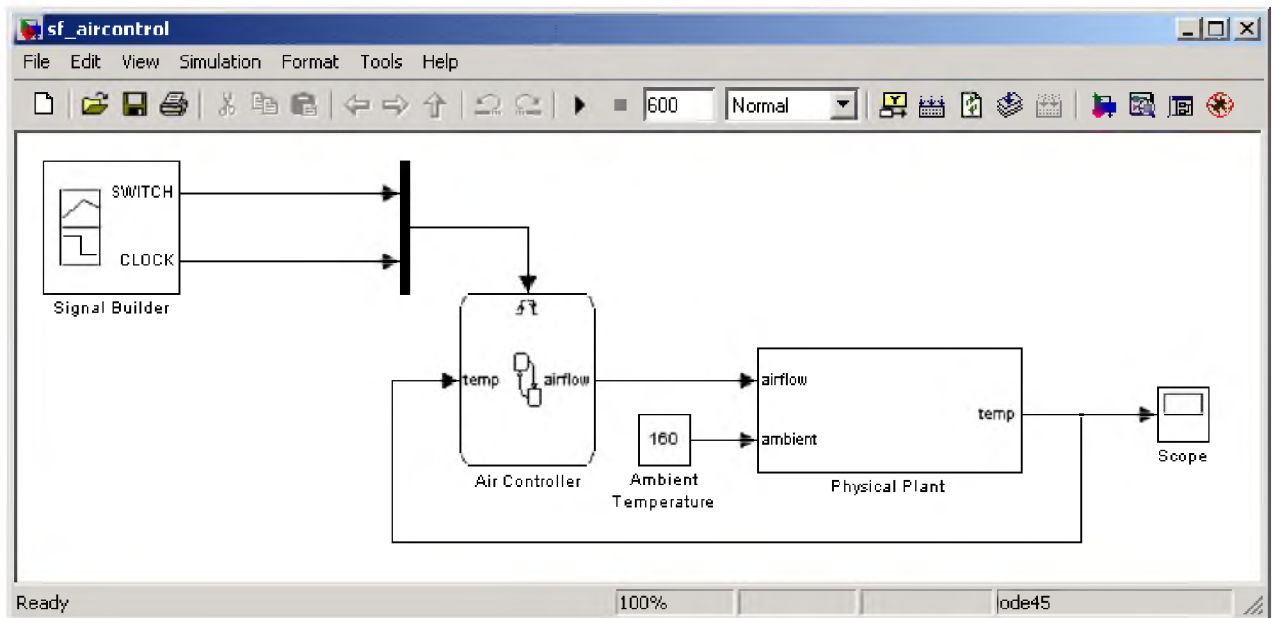 sf_aircontrol
File Edit View Simulation Format Tools Help
600 Normal
SWITCH
CLOCK
Signal Builder
temp airflow
Air Controller
160
Ambient
Temperature
airflow
ambient
temp
Physical Plant
Scope
Ready 100% ode45